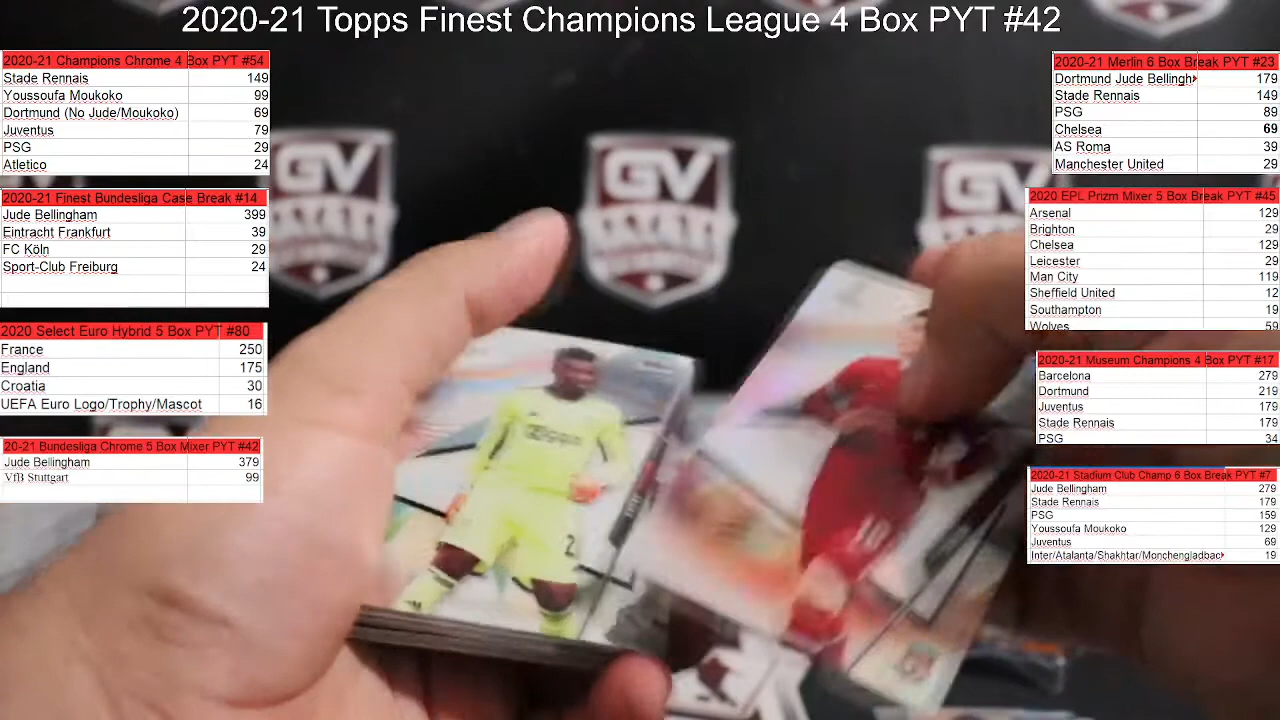 2020-21 Topps Finest Champions League 4 Box PYT #42
2020-21 Champions Chrome 4 Box PYT #54
Stade Rennais 149
Youssoufa Moukoko 99
Dortmund (No Jude/Moukoko) 69
Juventus 79
PSG 29
Atletico 24
2020-21 Finest Bundesliga Case Break #14
Jude Bellingham 399
Eintracht Frankfurt 39
FC Köln 29
Sport-Club Freiburg 24
2020 Select Euro Hybrid 5 Box PYT #80
France 250
England 175
Croatia 30
UEFA Euro Logo/Trophy/Mascot 16
20-21 Bundesliga Chrome 5 Box Mixer PYT #42
Jude Bellingham 379
VfB Stuttgart 99
2020-21 Merlin 6 Box Break PYT #23
Dortmund Jude Bellingh
Stade Rennais 149
PSG 89
Chelsea 69
AS Roma 39
Manchester United 29
179
2020 EPL Prizm Mixer 5 Box Break PYT #45
Arsenal 129
Brighton 29
Chelsea 129
Leicester 29
Man City 119
Sheffield United 12
Southampton 19
Wolves 59
2020-21 Museum Champions 4 Box PYT #17
Barcelona 279
Dortmund 219
Juventus 179
Stade Rennais 179
PSG 34
2020-21 Stadium Club Champ 6 Box Break PYT #7
Jude Bellingham 279
Stade Rennais 179
PSG 159
Youssoufa Moukoko 129
Juventus 69
Inter/Atalanta/Shakhtar/Monchengladbach 19
GV
GV
GV